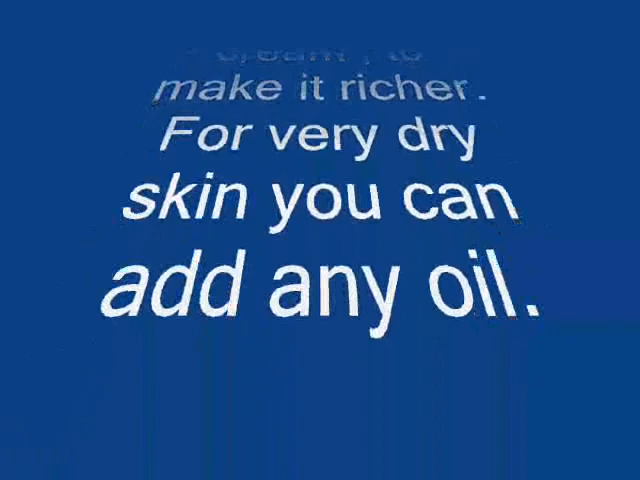 make it richer.
For very dry
skin you can
add any oil.